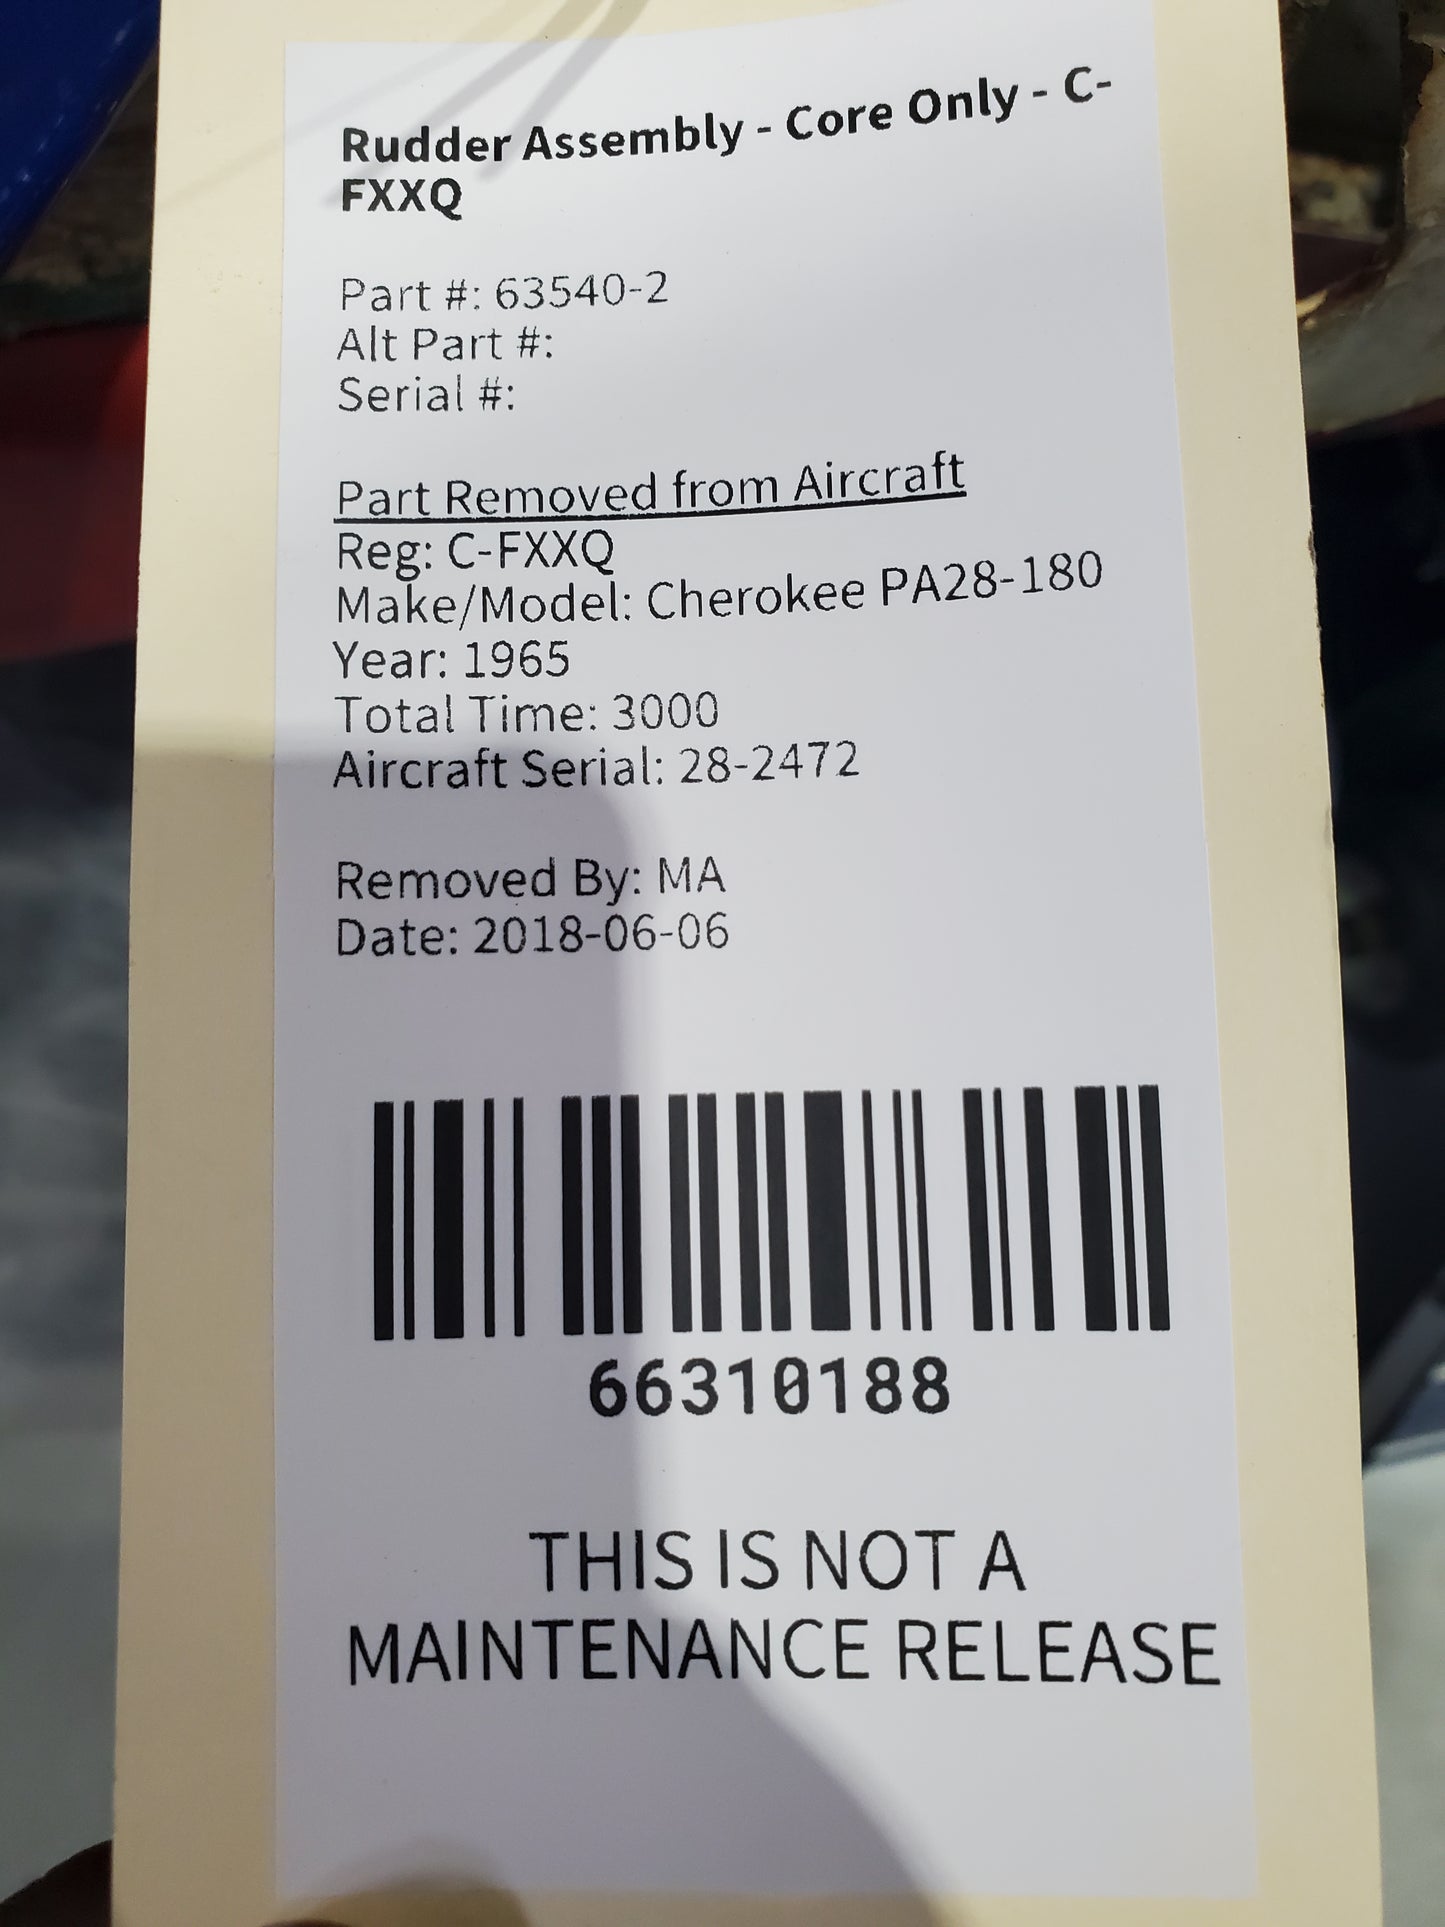 Rudder Assembly - Core Only - C-
FXXQ
Part #: 63540-2
Alt Part #:
Serial #:
Part Removed from Aircraft
Reg: C-FXXQ
Make/Model: Cherokee PA28-180
Year: 1965
Total Time: 3000
Aircraft Serial: 28-2472
Removed By: MA
Date: 2018-06-06
66310188
THIS IS NOT A
MAINTENANCE RELEASE